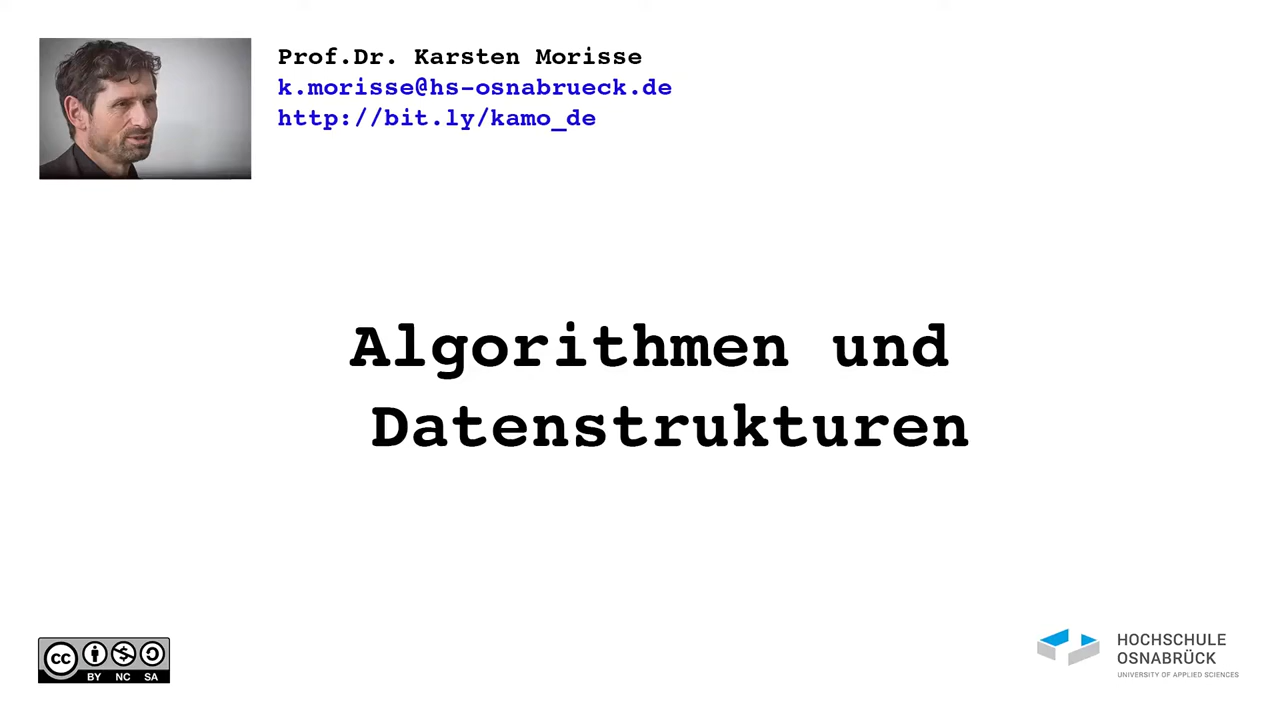 Prof.Dr. Karsten Morisse
k.morisse@hs-osnabrueck.de
http://bit.ly/kamo_de
Algorithmen und
Datenstrukturen
cc
BY NC SA
HOCHSCHULE
OSNABRÜCK
UNIVERSITY OF APPLIED SCIENCES